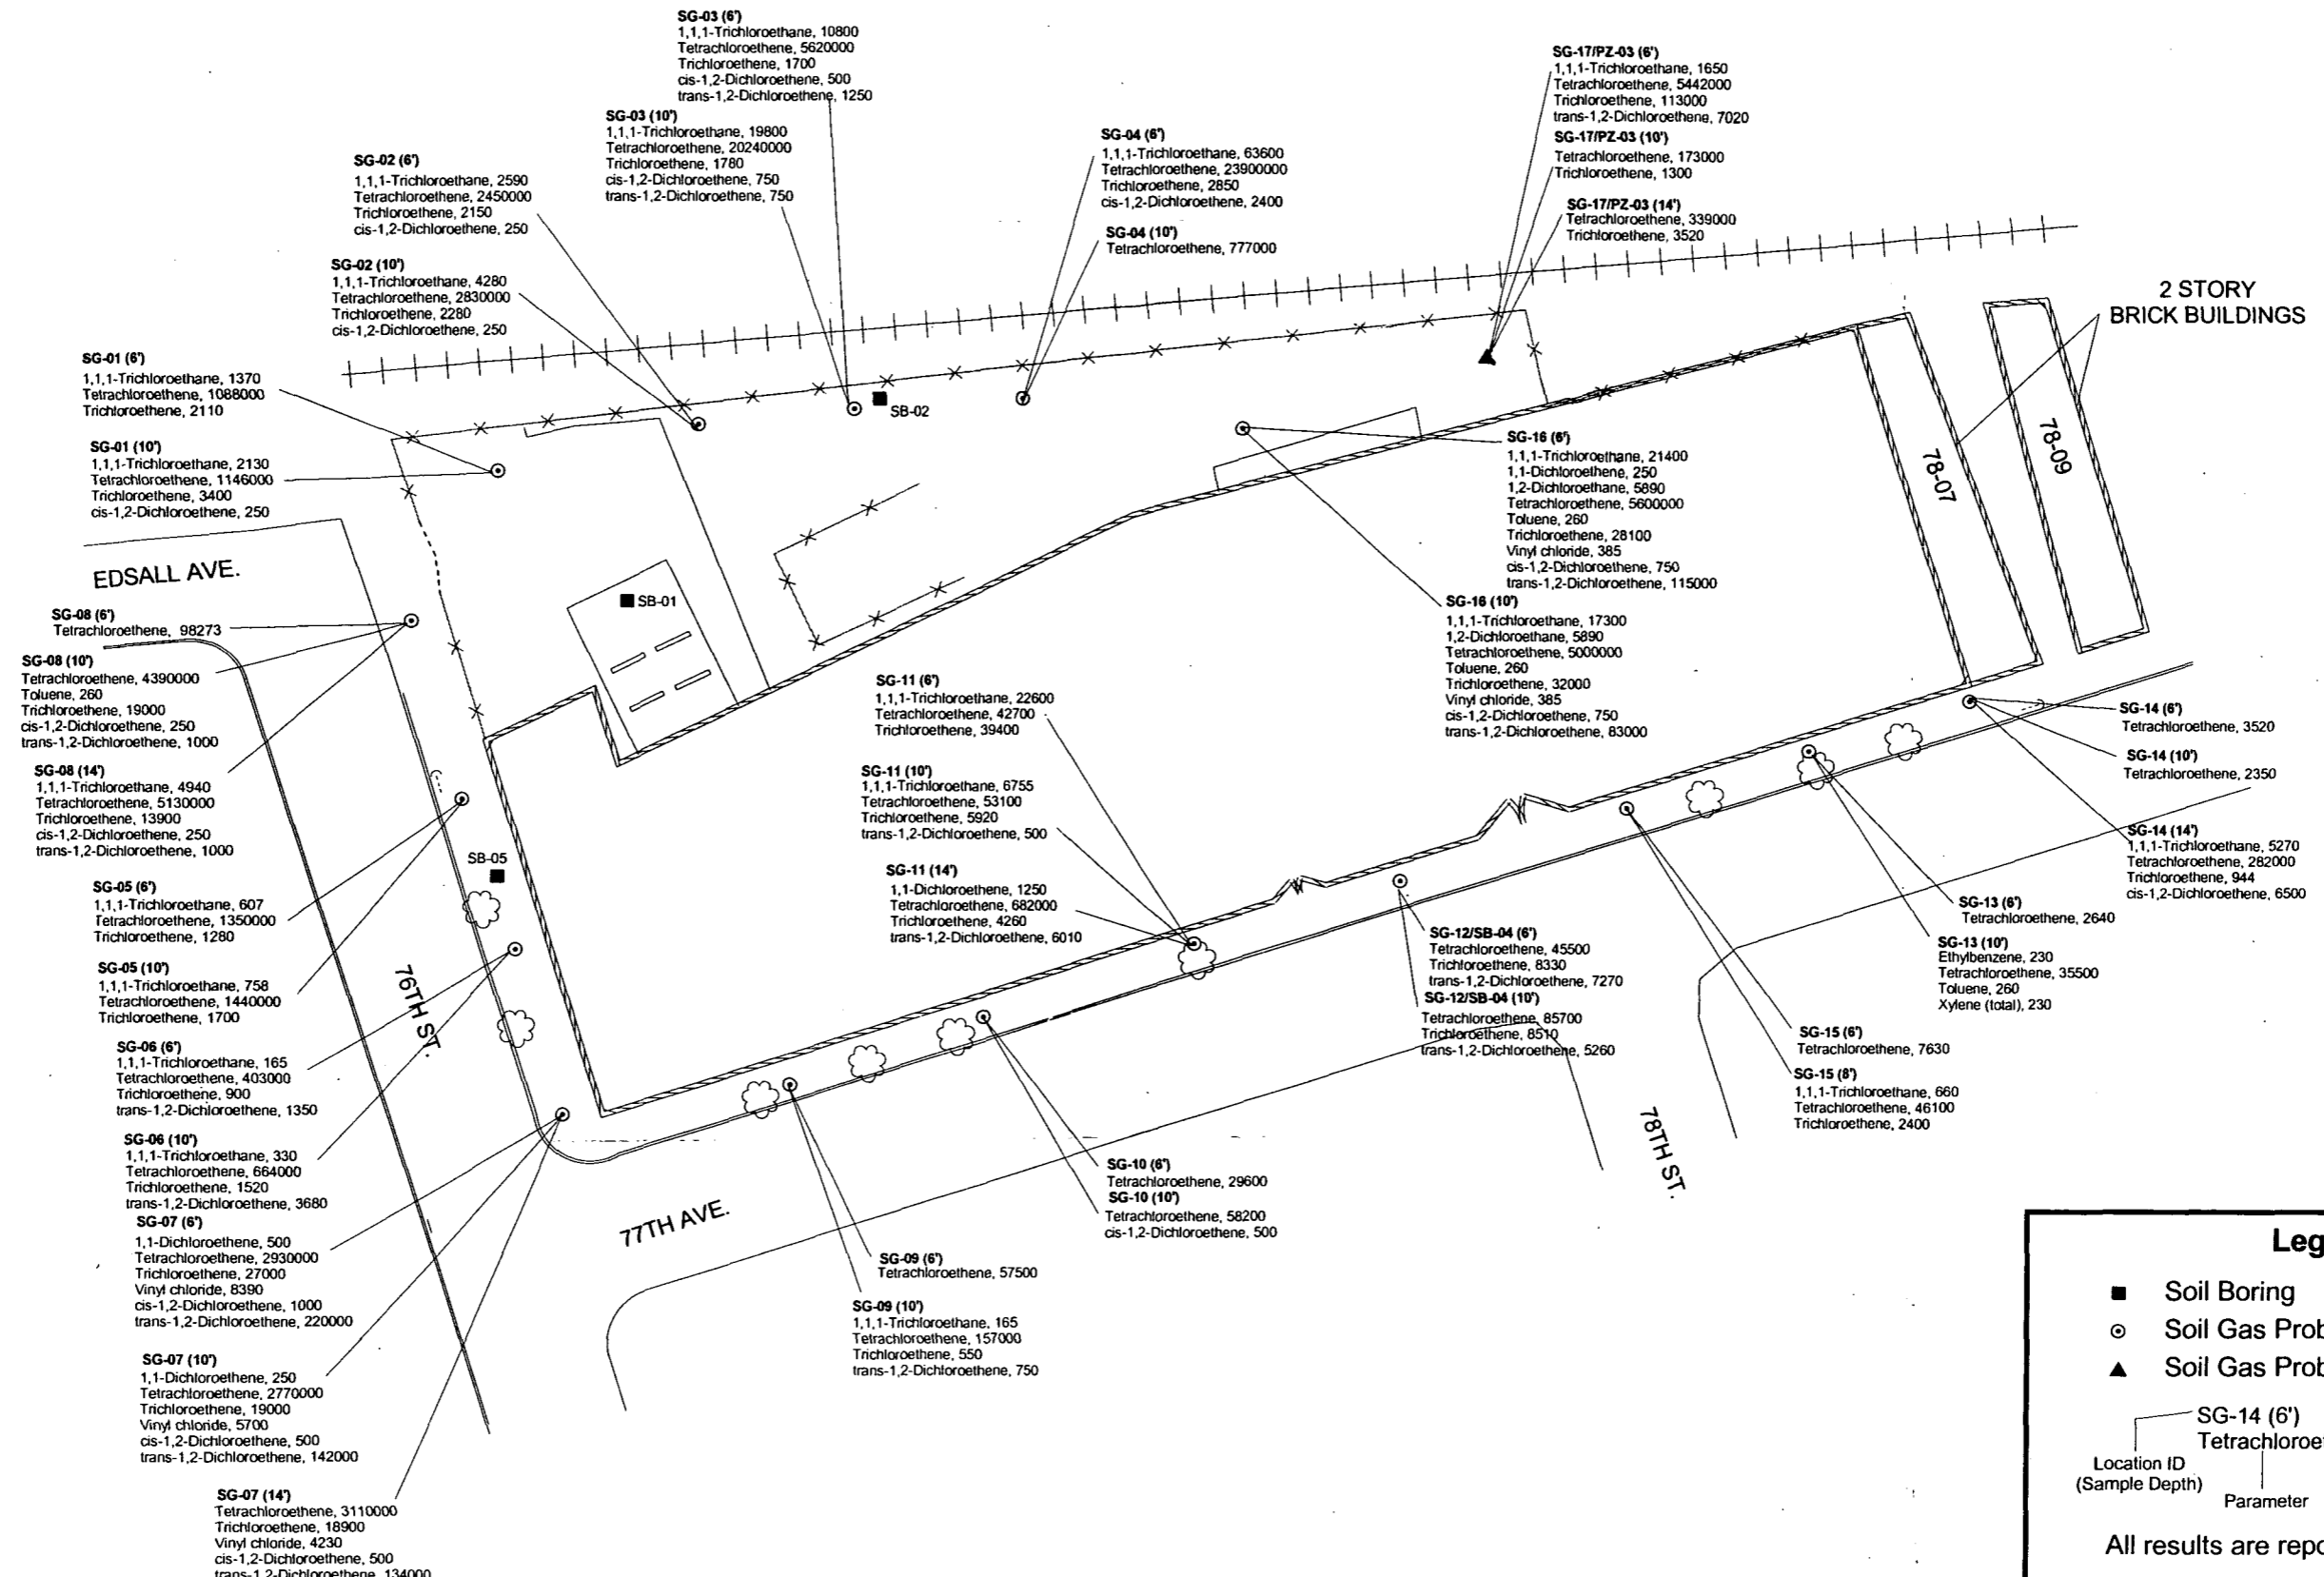 SG-03 (6')
1,1,1-Trichloroethane, 10800
Tetrachloroethene, 5620000
Trichloroethene, 1700
cis-1,2-Dichloroethene, 500
trans-1,2-Dichloroethene, 1250
SG-03 (10')
1,1,1-Trichloroethane, 19800
Tetrachloroethene, 20240000
Trichloroethene, 1780
cis-1,2-Dichloroethene, 750
trans-1,2-Dichloroethene, 750
SG-02 (6')
1,1,1-Trichloroethane, 2590
Tetrachloroethene, 2450000
Trichloroethene, 2150
cis-1,2-Dichloroethene, 250
SG-02 (10')
1,1,1-Trichloroethane, 4280
Tetrachloroethene, 2830000
Trichloroethene, 2280
cis-1,2-Dichloroethene, 250
SG-04 (6')
1,1,1-Trichloroethane, 63600
Tetrachloroethene, 23900000
Trichloroethene, 2850
cis-1,2-Dichloroethene, 2400
SG-04 (10')
Tetrachloroethene, 777000
SG-17/PZ-03 (6')
1,1,1-Trichloroethane, 1650
Tetrachloroethene, 5442000
Trichloroethene, 113000
trans-1,2-Dichloroethene, 7020
SG-17/PZ-03 (10')
Tetrachloroethene, 173000
Trichloroethene, 1300
SG-17/PZ-03 (14')
Tetrachloroethene, 339000
Trichloroethene, 3520
2 STORY
BRICK BUILDINGS
78-07
78-09
SG-01 (6')
1,1,1-Trichloroethane, 1370
Tetrachloroethene, 1088000
Trichloroethene, 2110
SG-01 (10')
1,1,1-Trichloroethane, 2130
Tetrachloroethene, 1146000
Trichloroethene, 3400
cis-1,2-Dichloroethene, 250
SB-02
SB-01
EDSALL AVE.
SG-16 (6')
1,1,1-Trichloroethane, 21400
1,1-Dichloroethene, 250
1,2-Dichloroethane, 5890
Tetrachloroethene, 5600000
Toluene, 260
Trichloroethene, 28100
Vinyl chloride, 385
cis-1,2-Dichloroethene, 750
trans-1,2-Dichloroethene, 115000
SG-16 (10')
1,1,1-Trichloroethane, 17300
1,2-Dichloroethane, 5890
Tetrachloroethene, 5000000
Toluene, 260
Trichloroethene, 32000
Vinyl chloride, 385
cis-1,2-Dichloroethene, 750
trans-1,2-Dichloroethene, 83000
SG-08 (6')
Tetrachloroethene, 98273
SG-08 (10')
Tetrachloroethene, 4390000
Toluene, 260
Trichloroethene, 19000
cis-1,2-Dichloroethene, 250
trans-1,2-Dichloroethene, 1000
SG-08 (14')
1,1,1-Trichloroethane, 4940
Tetrachloroethene, 5130000
Trichloroethene, 13900
cis-1,2-Dichloroethene, 250
trans-1,2-Dichloroethene, 1000
SG-11 (6')
1,1,1-Trichloroethane, 22600
Tetrachloroethene, 42700
Trichloroethene, 39400
SG-11 (10')
1,1,1-Trichloroethane, 6755
Tetrachloroethene, 53100
Trichloroethene, 5920
trans-1,2-Dichloroethene, 500
SG-11 (14')
1,1-Dichloroethene, 1250
Tetrachloroethene, 682000
Trichloroethene, 4260
trans-1,2-Dichloroethene, 6010
SG-14 (6')
Tetrachloroethene, 3520
SG-14 (10')
Tetrachloroethene, 2350
SG-14 (14')
1,1,1-Trichloroethane, 5270
Tetrachloroethene, 282000
Trichloroethene, 944
cis-1,2-Dichloroethene, 6500
SB-05
SG-05 (6')
1,1,1-Trichloroethane, 607
Tetrachloroethene, 1350000
Trichloroethene, 1280
SG-05 (10')
1,1,1-Trichloroethane, 758
Tetrachloroethene, 1440000
Trichloroethene, 1700
76TH ST.
SG-13 (6')
Tetrachloroethene, 2640
SG-13 (10')
Ethylbenzene, 230
Tetrachloroethene, 35500
Toluene, 260
Xylene (total), 230
SG-12/SB-04 (6')
Tetrachloroethene, 45500
Trichloroethene, 8330
trans-1,2-Dichloroethene, 7270
SG-12/SB-04 (10')
Tetrachloroethene, 85700
Trichloroethene, 8510
trans-1,2-Dichloroethene, 5260
SG-15 (6')
Tetrachloroethene, 7630
SG-15 (8')
1,1,1-Trichloroethane, 660
Tetrachloroethene, 46100
Trichloroethene, 2400
SG-06 (6')
1,1,1-Trichloroethane, 165
Tetrachloroethene, 403000
Trichloroethene, 900
trans-1,2-Dichloroethene, 1350
SG-06 (10')
1,1,1-Trichloroethane, 330
Tetrachloroethene, 664000
Trichloroethene, 1520
trans-1,2-Dichloroethene, 3680
SG-07 (6')
1,1-Dichloroethene, 500
Tetrachloroethene, 2930000
Trichloroethene, 27000
Vinyl chloride, 8390
cis-1,2-Dichloroethene, 1000
trans-1,2-Dichloroethene, 220000
SG-07 (10')
1,1-Dichloroethene, 250
Tetrachloroethene, 2770000
Trichloroethene, 19000
Vinyl chloride, 5700
cis-1,2-Dichloroethene, 500
trans-1,2-Dichloroethene, 142000
SG-07 (14')
Tetrachloroethene, 3110000
Trichloroethene, 18900
Vinyl chloride, 4230
cis-1,2-Dichloroethene, 500
trans-1,2-Dichloroethene, 134000
77TH AVE.
78TH ST.
SG-10 (6')
Tetrachloroethene, 29600
SG-10 (10')
Tetrachloroethene, 58200
cis-1,2-Dichloroethene, 500
SG-09 (6')
Tetrachloroethene, 57500
SG-09 (10')
1,1,1-Trichloroethane, 165
Tetrachloroethene, 157000
Trichloroethene, 550
trans-1,2-Dichloroethene, 750
Leg
Soil Boring
Soil Gas Prob
Soil Gas Prob
SG-14 (6')
Tetrachloroe
Location ID
(Sample Depth)
Parameter
All results are repo